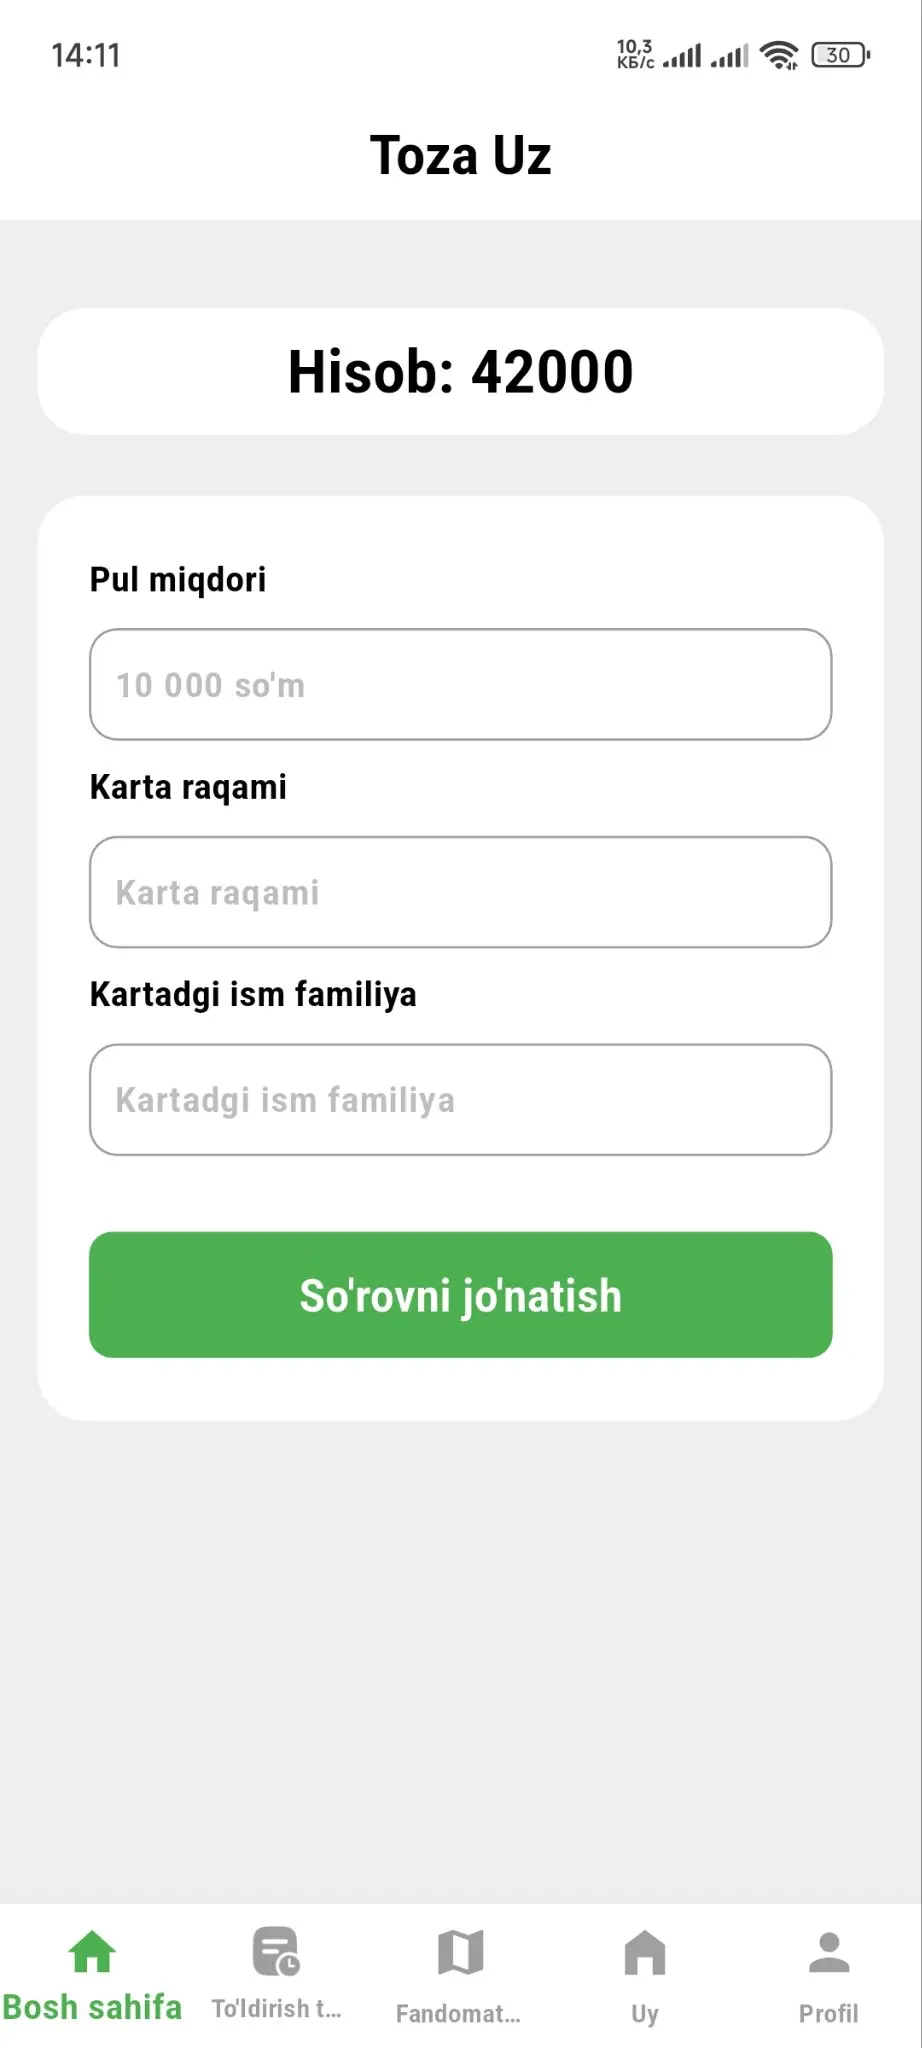 14:11
10,3
КБ/с
30
Toza Uz
Hisob: 42000
Pul miqdori
10 000 so'm
Karta raqami
Karta raqami
Kartadgi ism familiya
Kartadgi ism familiya
So'rovni jo'natish
Bosh sahifa
To'ldirish t...
Fandomat...
Uy
Profil